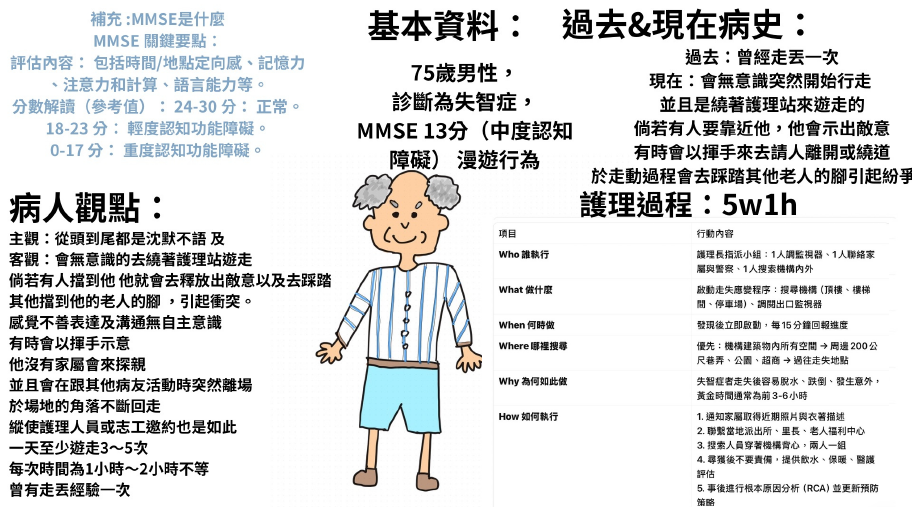 補充 :MMSE是什麼
MMSE 關鍵要點：
評估內容： 包括時間/地點定向感、記憶力
、注意力和計算、語言能力等。
分數解讀（參考值）： 24-30 分： 正常。
18-23 分： 輕度認知功能障礙。
0-17 分： 重度認知功能障礙。
基本資料：
75歲男性，
診斷為失智症，
MMSE 13分（中度認知
障礙） 漫遊行為
過去&現在病史：
過去：曾經走丟一次
現在：會無意識突然開始行走
並且是繞著護理站來遊走的
倘若有人要靠近他，他會示出敵意
有時會以揮手來去請人離開或繞道
於走動過程會去踩踏其他老人的腳引起紛爭
病人觀點：
主觀：從頭到尾都是沈默不語 及
客觀：會無意識的去繞著護理站遊走
倘若有人擋到他 他就會去釋放出敵意以及去踩踏
其他擋到他的老人的腳 ，引起衝突。
感覺不善表達及溝通無自主意識
有時會以揮手示意
他沒有家屬會來探視
並且會在跟其他病友活動時突然離場
於場地的角落不斷回走
縱使護理人員或志工邀約也是如此
一天至少遊走3～5次
每次時間為1小時～2小時不等
曾有走丟經驗一次
護理過程：5w1h
項目 行動內容
Who 誰執行 護理長指派小組：1人調監視器、1人聯絡家
屬與警察、1人搜索機構內外
What 做什麼 啟動走失應變程序：搜尋機構 (頂樓、樓梯
間、停車場)、調閱出口監視器
When 何時做 發現後立即啟動，每 15 分鐘回報進度
Where 哪裡搜尋 優先：機構建築物內所有空間 → 周邊 200 公
尺巷弄、公園、超商 → 過往走失地點
Why 為何如此做 失智症者走失後容易脫水、跌倒、發生意外，
黃金時間通常為前 3-6 小時
How 如何執行 1. 通知家屬取得近期照片與衣著描述
2. 聯繫當地派出所、里長、老人福利中心
3. 搜索人員穿著機構背心，兩人一組
4. 尋獲後不要責備，提供飲水、保暖、醫護
評估
5. 事後進行根本原因分析 (RCA) 並更新預防
策略